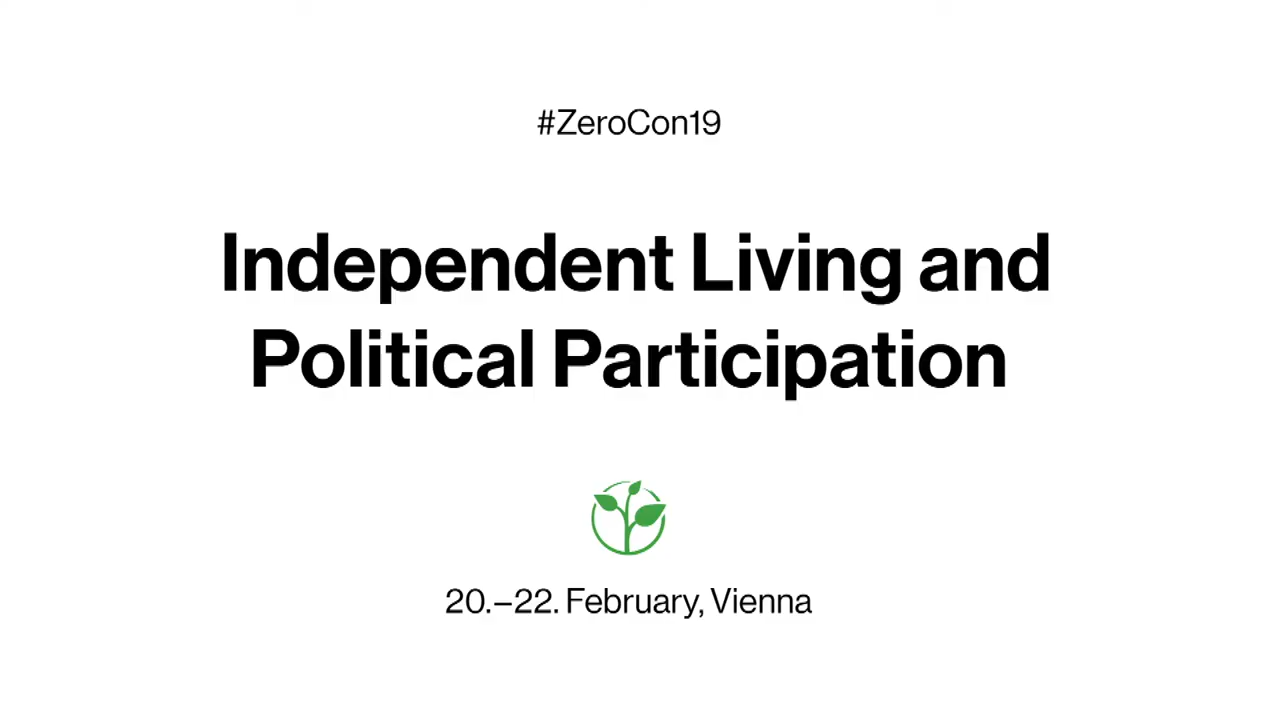 #ZeroCon19
Independent Living and
Political Participation
20.–22. February, Vienna